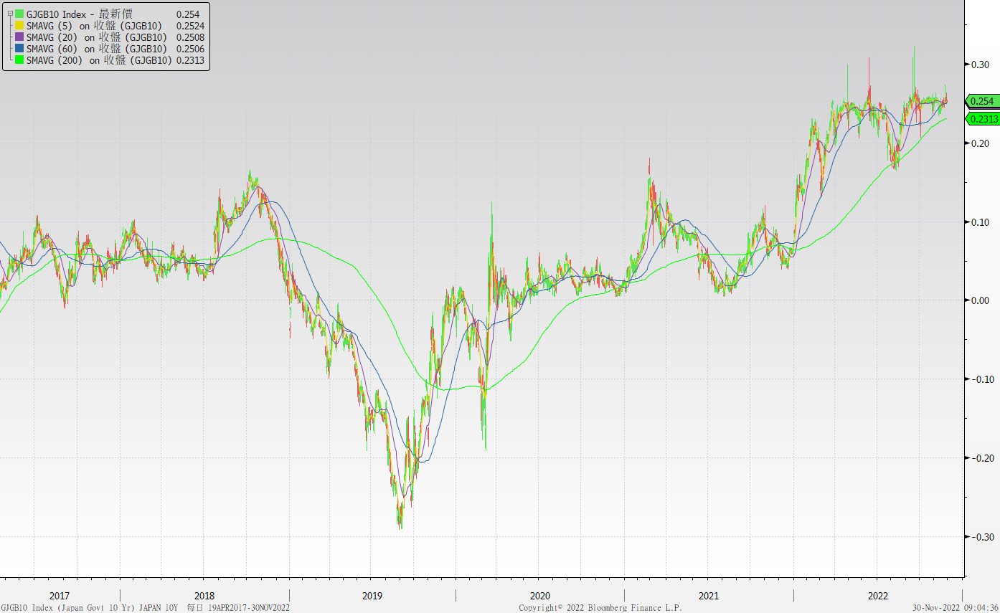 GJGB10 Index - 最新價 0.254
SMAVG (5) on 收盤 (GJGB10) 0.2524
SMAVG (20) on 收盤 (GJGB10) 0.2508
SMAVG (60) on 收盤 (GJGB10) 0.2506
SMAVG (200) on 收盤 (GJGB10) 0.2313
0.30
0.254
0.2313
0.20
0.10
0.00
-0.10
-0.20
-0.30
2017 2018 2019 2020 2021 2022
GJGB10 Index (Japan Govt 10 Yr) JAPAN 10Y 每日 19APR2017-30NOV2022 Copyright© 2022 Bloomberg Finance L.P. 30-Nov-2022 09:04:36